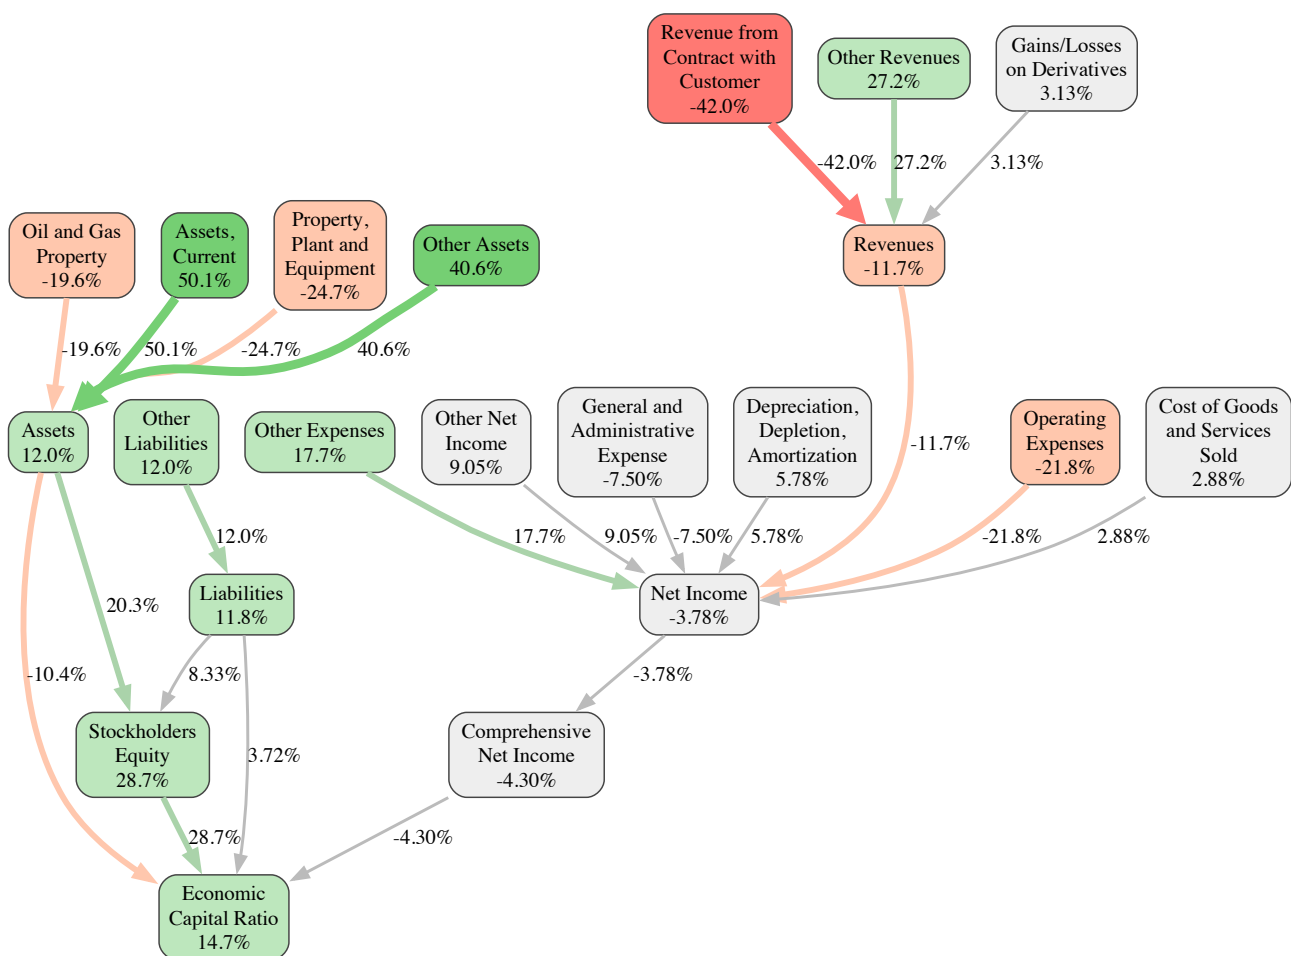 Revenue from
Contract with
Customer
-42.0%
Other Revenues
27.2%
Gains/Losses
on Derivatives
3.13%
-42.0%
27.2%
3.13%
Oil and Gas
Property
-19.6%
Assets,
Current
50.1%
Property,
Plant and
Equipment
-24.7%
Other Assets
40.6%
Revenues
-11.7%
-19.6%
50.1%
-24.7%
40.6%
Assets
12.0%
Other
Liabilities
12.0%
Other Expenses
17.7%
Other Net
Income
9.05%
General and
Administrative
Expense
-7.50%
Depreciation,
Depletion,
Amortization
5.78%
-11.7%
Operating
Expenses
-21.8%
Cost of Goods
and Services
Sold
2.88%
12.0%
17.7%
9.05%
-7.50%
5.78%
-21.8%
2.88%
20.3%
Liabilities
11.8%
Net Income
-3.78%
-10.4%
8.33%
-3.78%
Stockholders
Equity
28.7%
3.72%
Comprehensive
Net Income
-4.30%
28.7%
-4.30%
Economic
Capital Ratio
14.7%